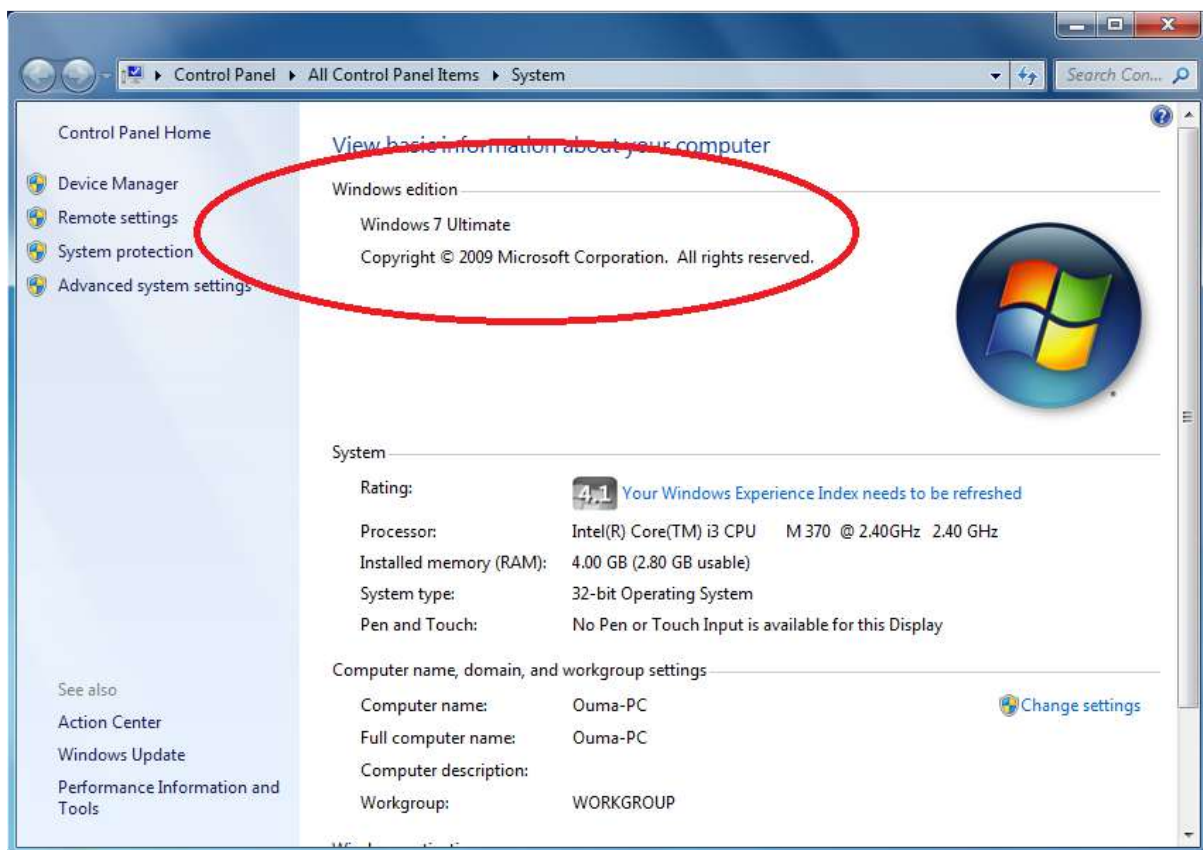 Control Panel ▸ All Control Panel Items ▸ System
Search Con...
Control Panel Home
Device Manager
Remote settings
System protection
Advanced system settings
See also
Action Center
Windows Update
Performance Information and
Tools
View basic information about your computer
Windows edition
Windows 7 Ultimate
Copyright © 2009 Microsoft Corporation. All rights reserved.
System
Rating:
4,1 Your Windows Experience Index needs to be refreshed
Processor: Intel(R) Core(TM) i3 CPU M 370 @ 2.40GHz 2.40 GHz
Installed memory (RAM): 4.00 GB (2.80 GB usable)
System type: 32-bit Operating System
Pen and Touch: No Pen or Touch Input is available for this Display
Computer name, domain, and workgroup settings
Computer name: Ouma-PC
Change settings
Full computer name: Ouma-PC
Computer description:
Workgroup: WORKGROUP